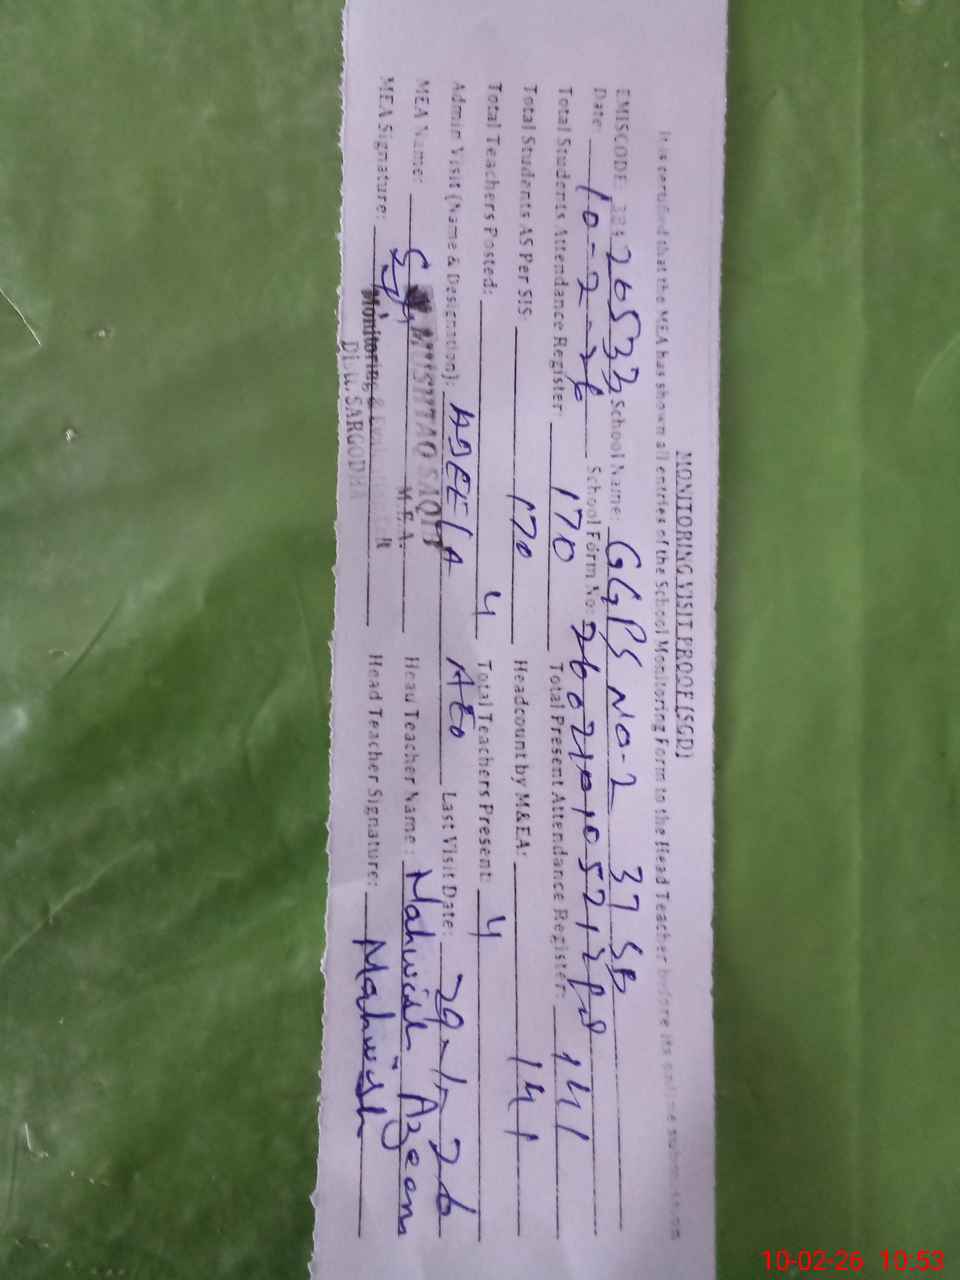 MONITORING VISIT PROOF (SGD)
It is certified that the MEA has shown all entries of the School Monitoring Form to the Head Teacher before its online submission
EMISCODE: 384 26533 School Name: GGPS NO-2 37 SB
Date: 10-2-26 School Form No:
Total Students Attendance Register: 170 Total Present Attendance Register: 141
Total Students AS Per SIS: 170 Headcount by M&EA: 141
Total Teachers Posted: 4 Total Teachers Present: 4
Admin Visit (Name & Designation): ADEELA AEO Last Visit Date: 29-1-26
MEA Name: MUSHTAQ SAQIB M.E.A. Head Teacher Name: Mahwish Azeem
MEA Signature: Monitoring & Head Teacher Signature: Mahwish
Distt. SARGODHA
10-02-26 10:53